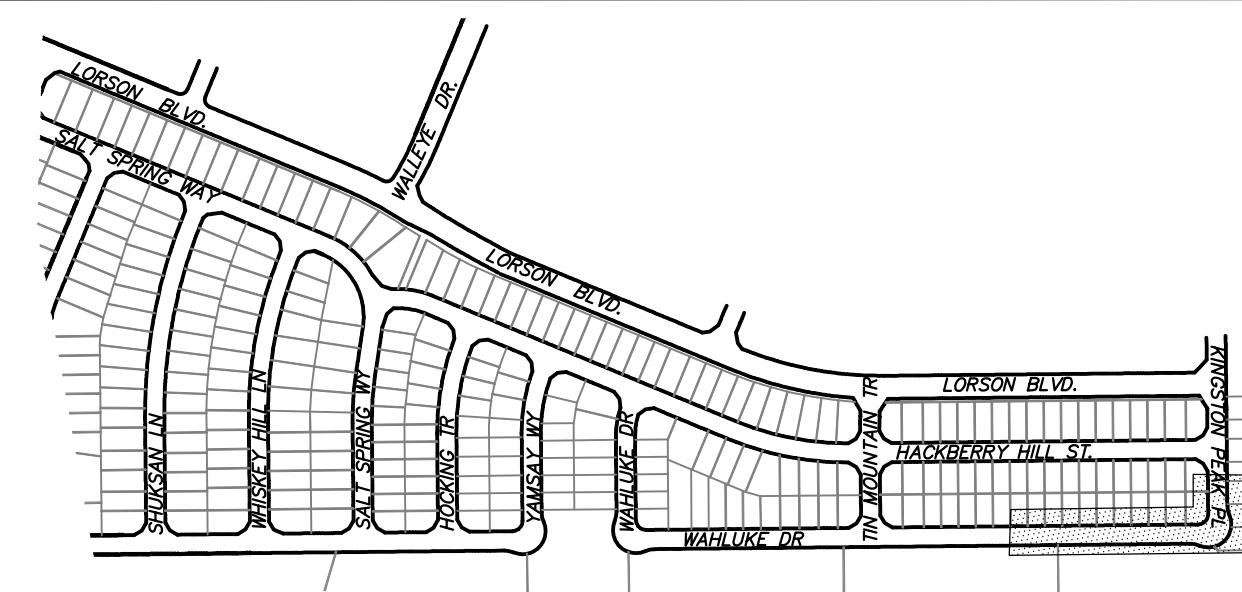 LORSON BLVD.
WALLEYE DR.
SALT SPRING WAY
LORSON BLVD.
KINGSTON PEAK PL
TIN MOUNTAIN TR
LORSON BLVD.
SHUKSAN LN
WHISKEY HILL LN
SALT SPRING WY
HOCKING TR
YAMSAY WY
WAHLUKE DR
HACKBERRY HILL ST.
WAHLUKE DR